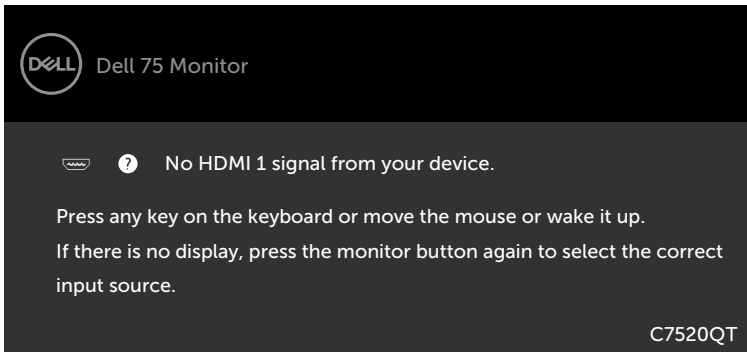 DELL
Dell 75 Monitor
? No HDMI 1 signal from your device.
Press any key on the keyboard or move the mouse or wake it up.
If there is no display, press the monitor button again to select the correct
input source.
C7520QT